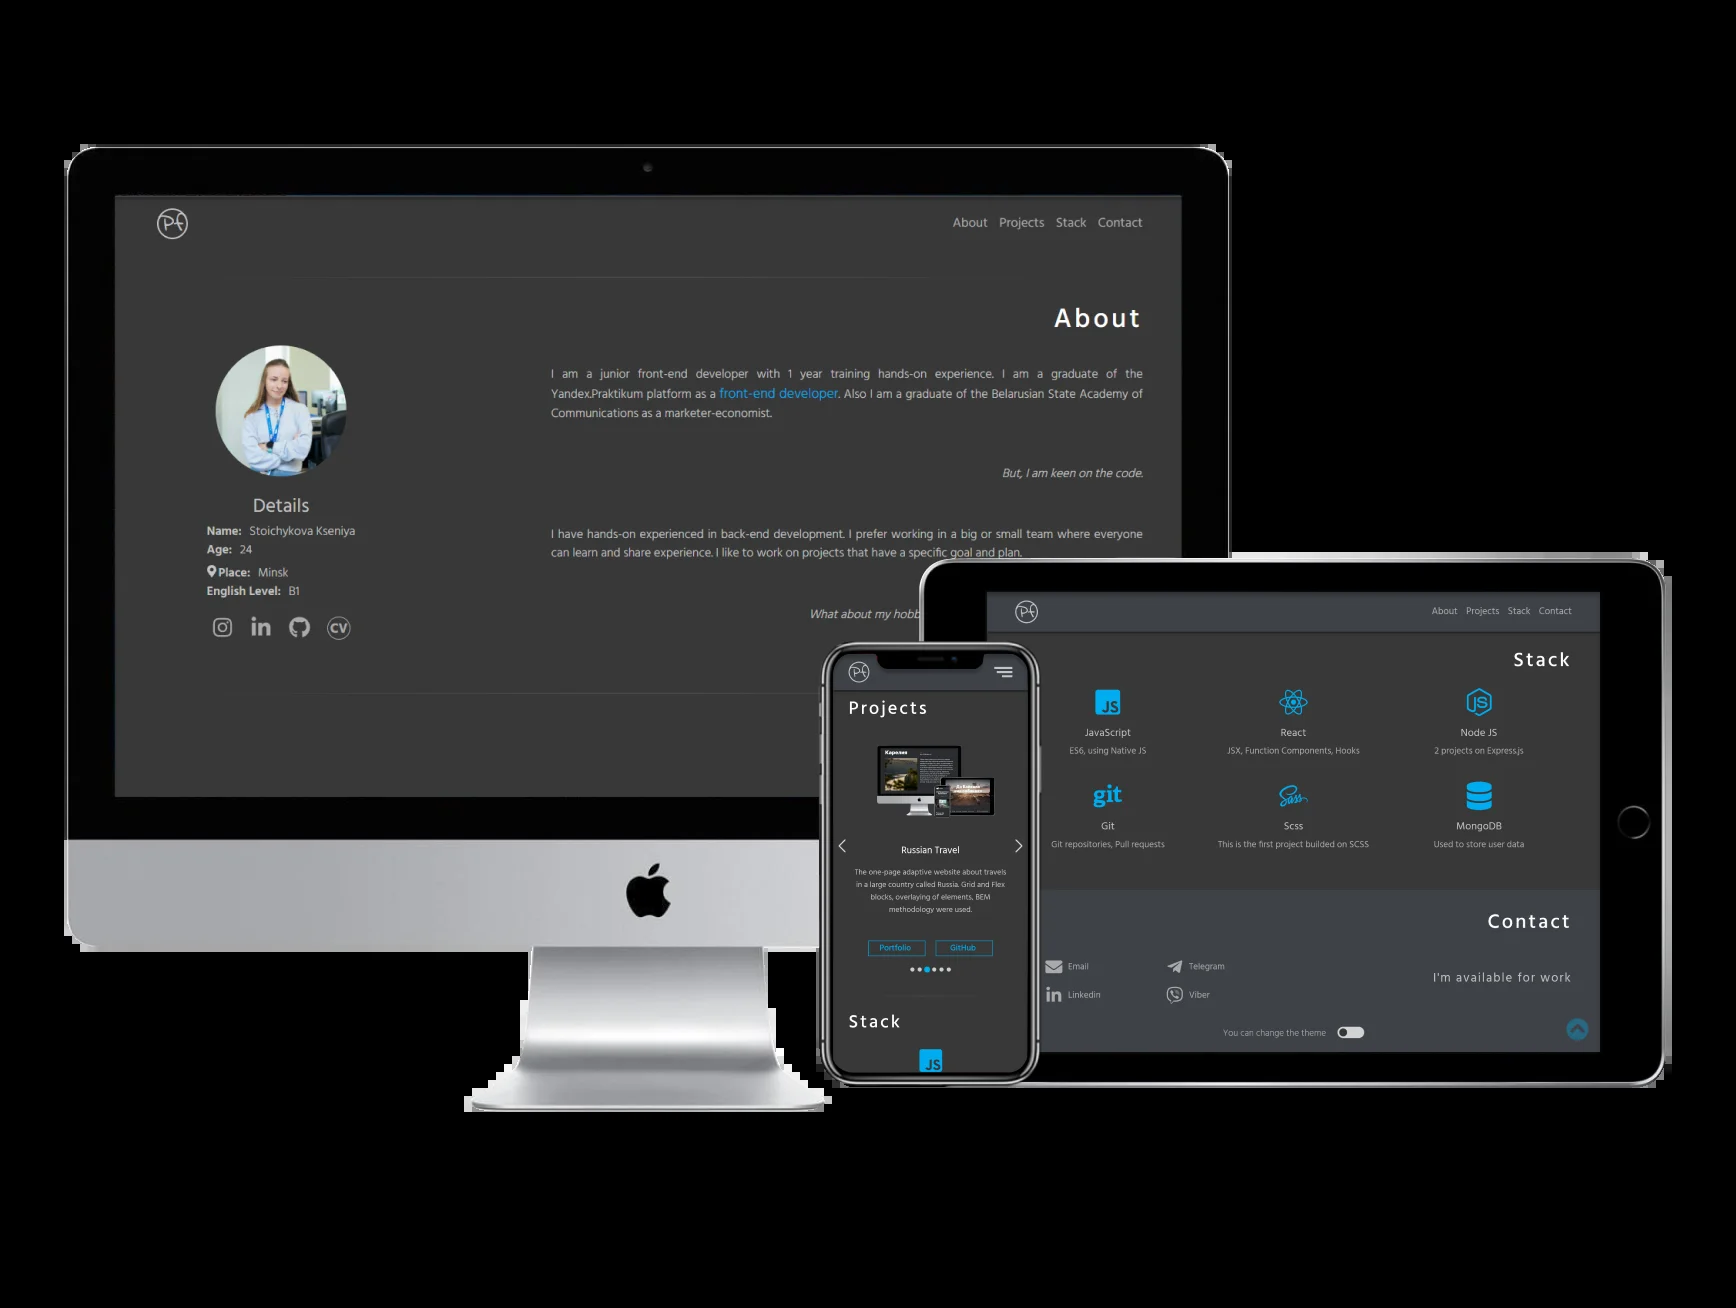 Pf
About Projects Stack Contact
About
I am a junior front-end developer with 1 year training hands-on experience. I am a graduate of the
Yandex.Praktikum platform as a front-end developer. Also I am a graduate of the Belarusian State Academy of
Communications as a marketer-economist.
But, I am keen on the code.
I have hands-on experienced in back-end development. I prefer working in a big or small team where everyone
can learn and share experience. I like to work on projects that have a specific goal and plan.
What about my hobb
Details
Name: Stoichykova Kseniya
Age: 24
Place: Minsk
English Level: B1
in
CV
Pf
Projects
Карелия
Russian Travel
The one-page adaptive website about travels
in a large country called Russia. Grid and Flex
blocks, overlaying of elements, BEM
methodology were used.
Portfolio GitHub
Stack
JS
Pf
About Projects Stack Contact
Stack
JS
JavaScript
ES6, using Native JS
React
JSX, Function Components, Hooks
JS
Node JS
2 projects on Express.js
git
Git
Git repositories, Pull requests
Sass
Scss
This is the first project builded on SCSS
MongoDB
Used to store user data
Contact
Email
Telegram
in Linkedin
Viber
I'm available for work
You can change the theme